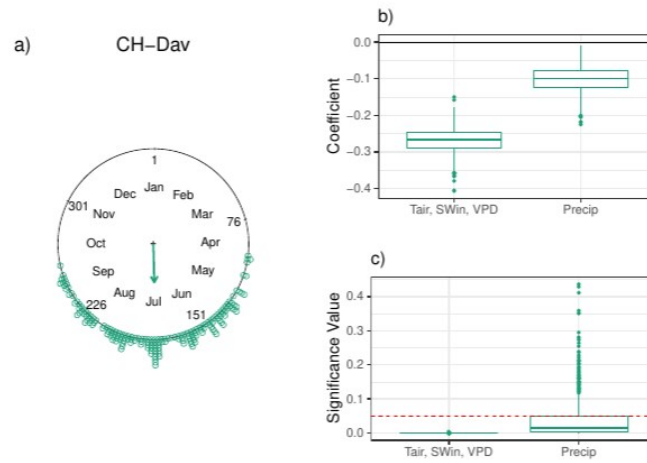 a)
CH−Dav
1
Jan
Feb
Mar
76
Apr
May
Jun
151
Jul
Aug
226
Sep
Oct
Nov
301
Dec
b)
Coefficient
0.0
−0.1
−0.2
−0.3
−0.4
Tair, SWin, VPD
Precip
c)
Significance Value
0.4
0.3
0.2
0.1
0.0
Tair, SWin, VPD
Precip